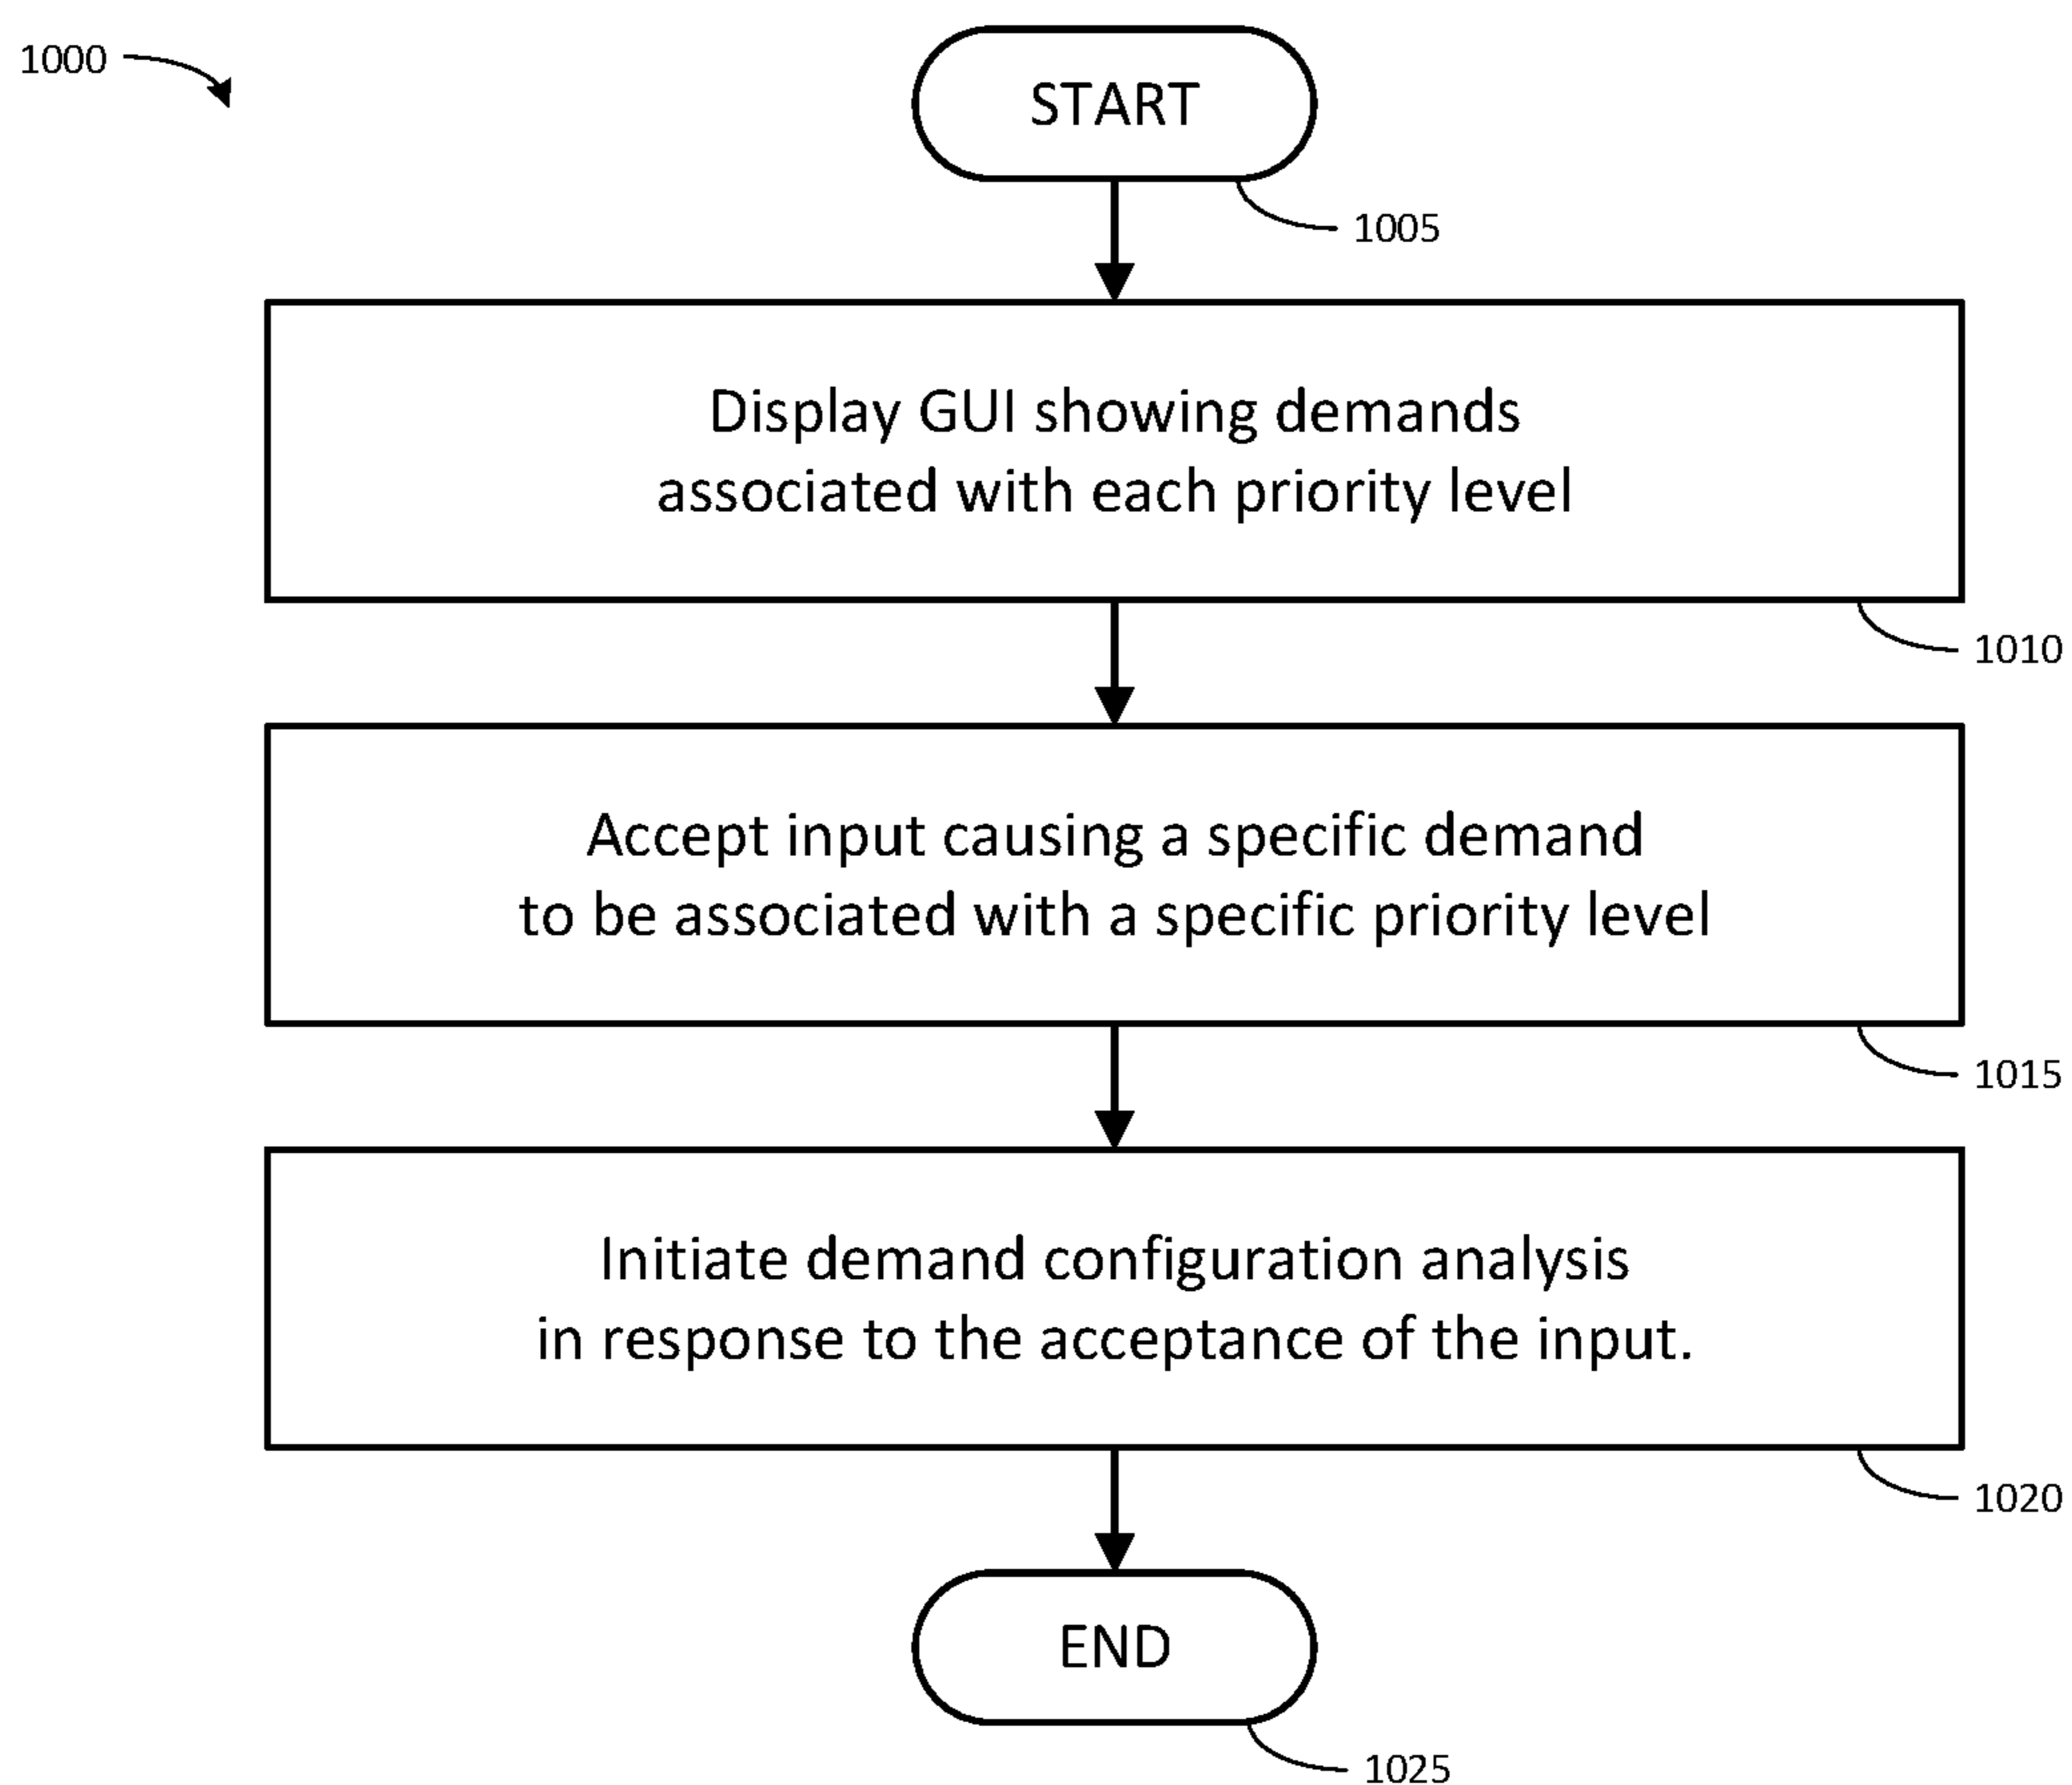 1000
START
1005
Display GUI showing demands
associated with each priority level
1010
Accept input causing a specific demand
to be associated with a specific priority level
1015
Initiate demand configuration analysis
in response to the acceptance of the input.
1020
END
1025